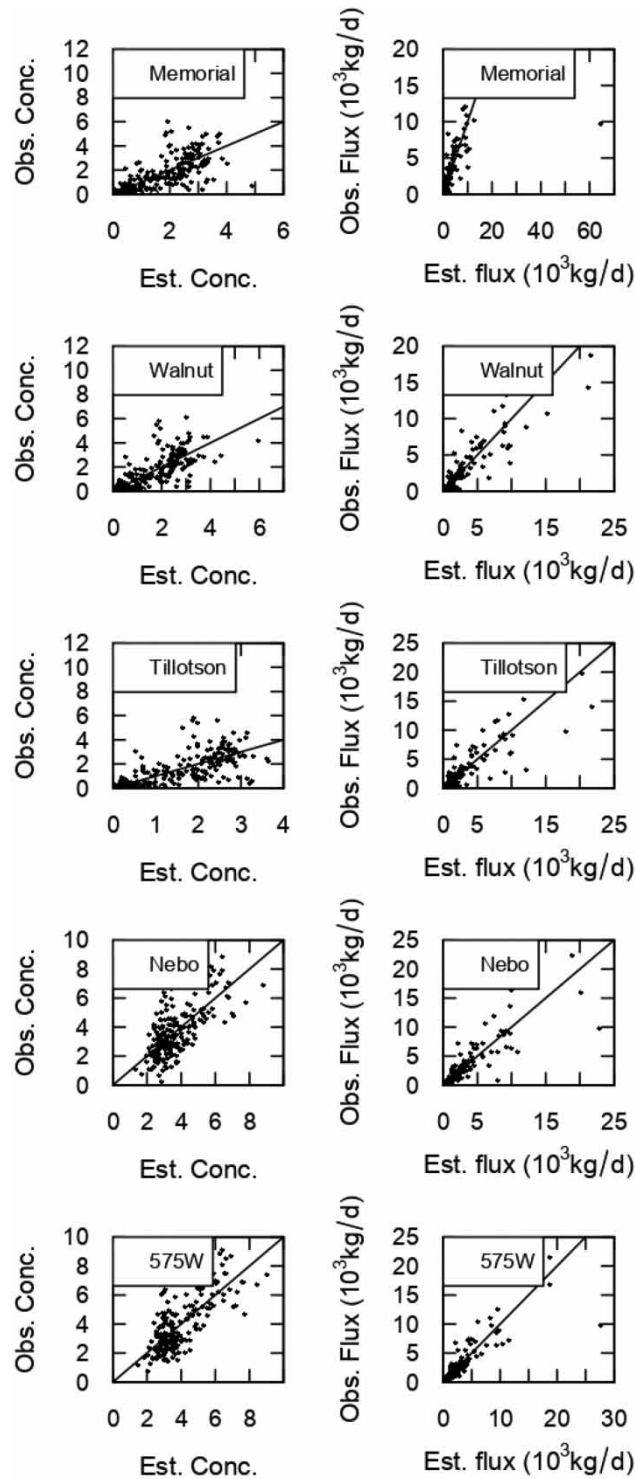 12
10
8
6
4
2
0
Obs. Conc.
Memorial
0 2 4 6
Est. Conc.
20
15
10
5
0
Obs. Flux (10³kg/d)
Memorial
0 20 40 60
Est. flux (10³kg/d)
12
10
8
6
4
2
0
Obs. Conc.
Walnut
0 2 4 6
Est. Conc.
20
15
10
5
0
Obs. Flux (10³kg/d)
Walnut
0 5 15 25
Est. flux (10³kg/d)
12
10
8
6
4
2
0
Obs. Conc.
Tillotson
0 1 2 3 4
Est. Conc.
25
20
15
10
5
0
Obs. Flux (10³kg/d)
Tillotson
0 5 15 25
Est. flux (10³kg/d)
10
8
6
4
2
0
Obs. Conc.
Nebo
0 2 4 6 8
Est. Conc.
25
20
15
10
5
0
Obs. Flux (10³kg/d)
Nebo
0 5 15 25
Est. flux (10³kg/d)
10
8
6
4
2
0
Obs. Conc.
575W
0 2 4 6 8
Est. Conc.
25
20
15
10
5
0
Obs. Flux (10³kg/d)
575W
0 10 20 30
Est. flux (10³kg/d)